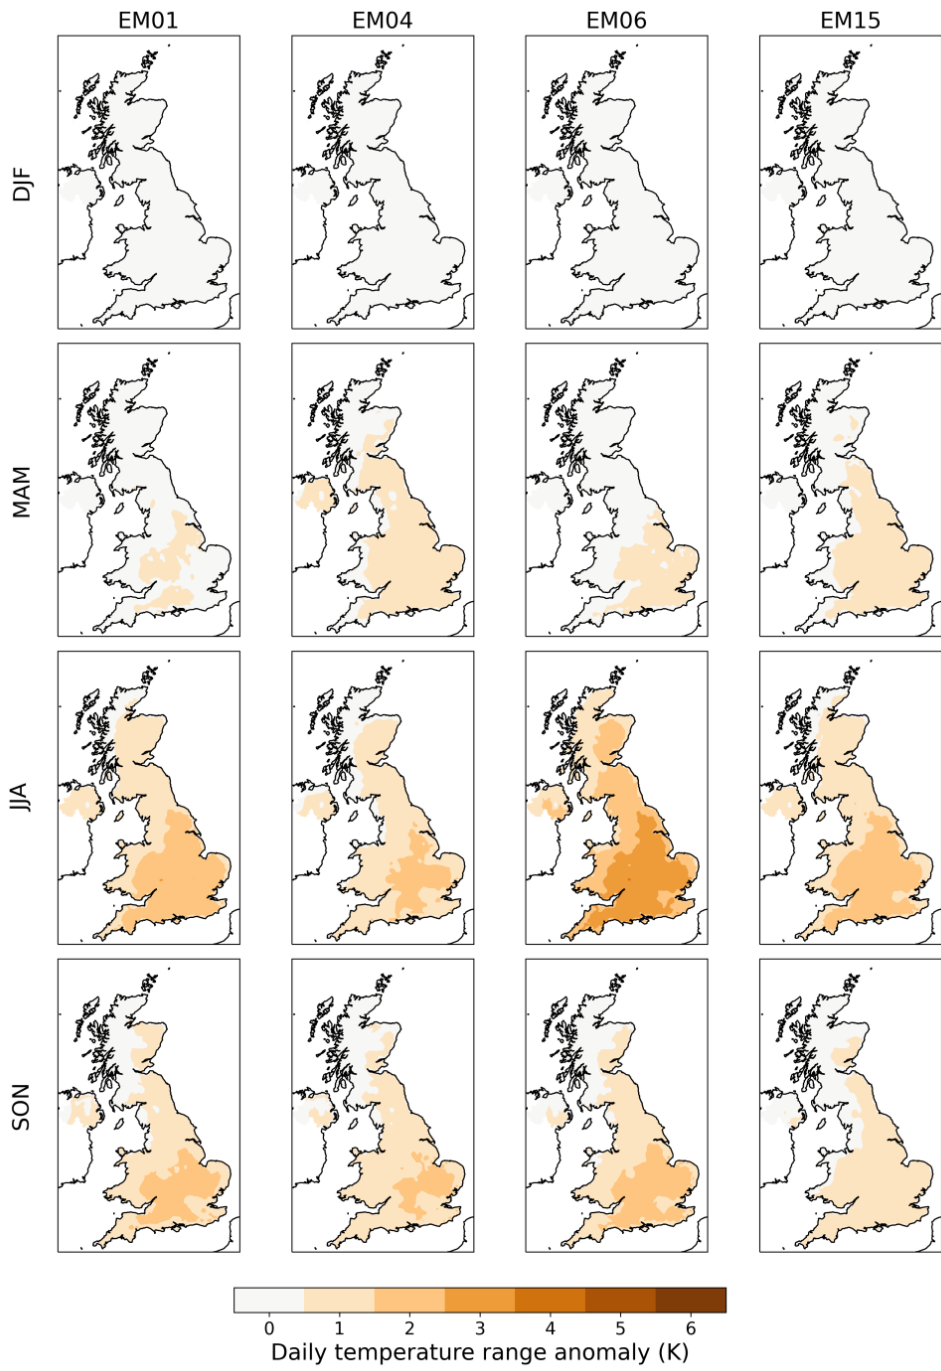 EM01 EM04 EM06 EM15
DJF
MAM
JJA
SON
0 1 2 3 4 5 6
Daily temperature range anomaly (K)